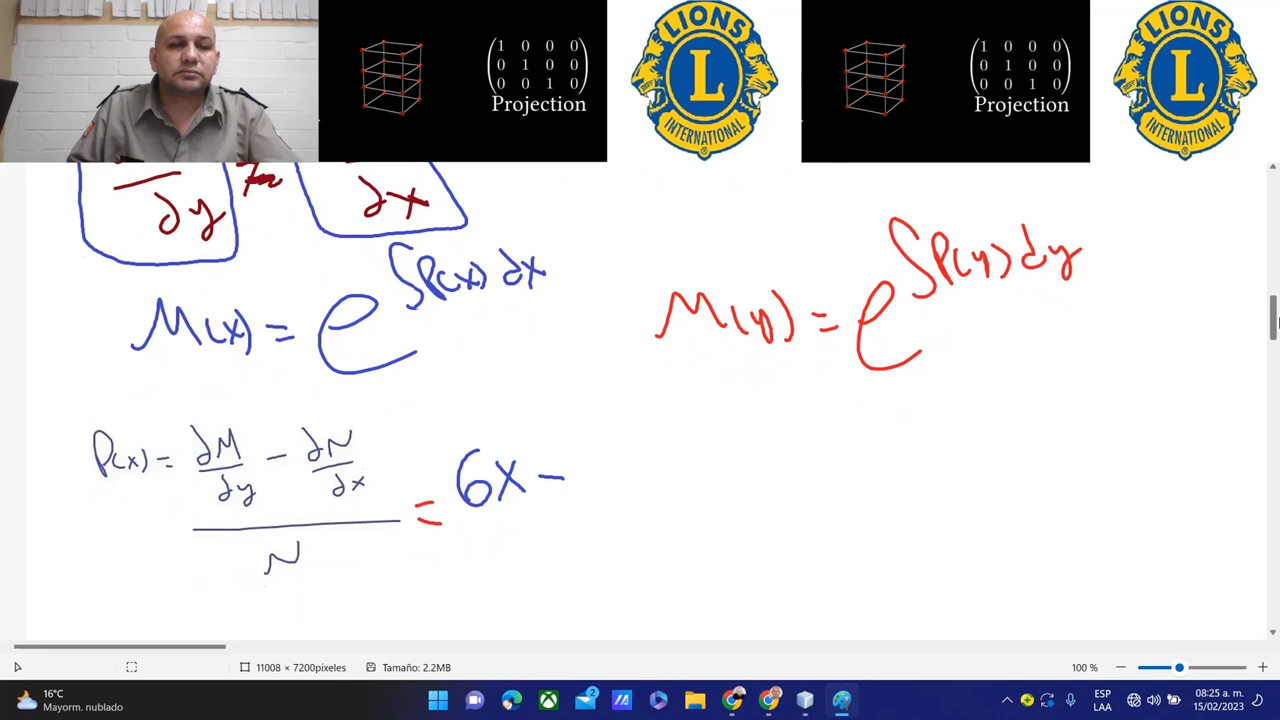 1 0 0 0
0 1 0 0
0 0 1 0
Projection
LIONS
L
INTERNATIONAL
1 0 0 0
0 1 0 0
0 0 1 0
Projection
LIONS
L
INTERNATIONAL
∂y ≠ ∂x
M(x) = e^∫P(x)dx
M(y) = e^∫P(y)dy
P(x) = ∂M/∂y - ∂N/∂x = 6x -
N
11008 × 7200píxeles
Tamaño: 2.2MB
100 %
16°C
Mayorm. nublado
2
ESP
LAA
08:25 a. m.
15/02/2023